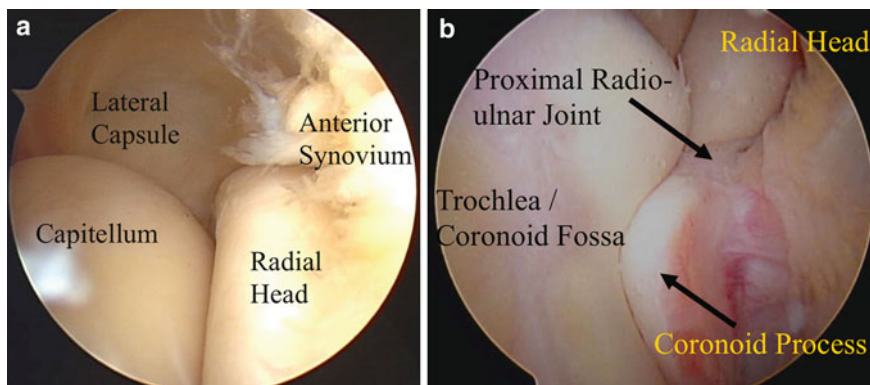 a
Lateral
Capsule
Anterior
Synovium
Capitellum
Radial
Head
b
Radial Head
Proximal Radio-
ulnar Joint
Trochlea /
Coronoid Fossa
Coronoid Process